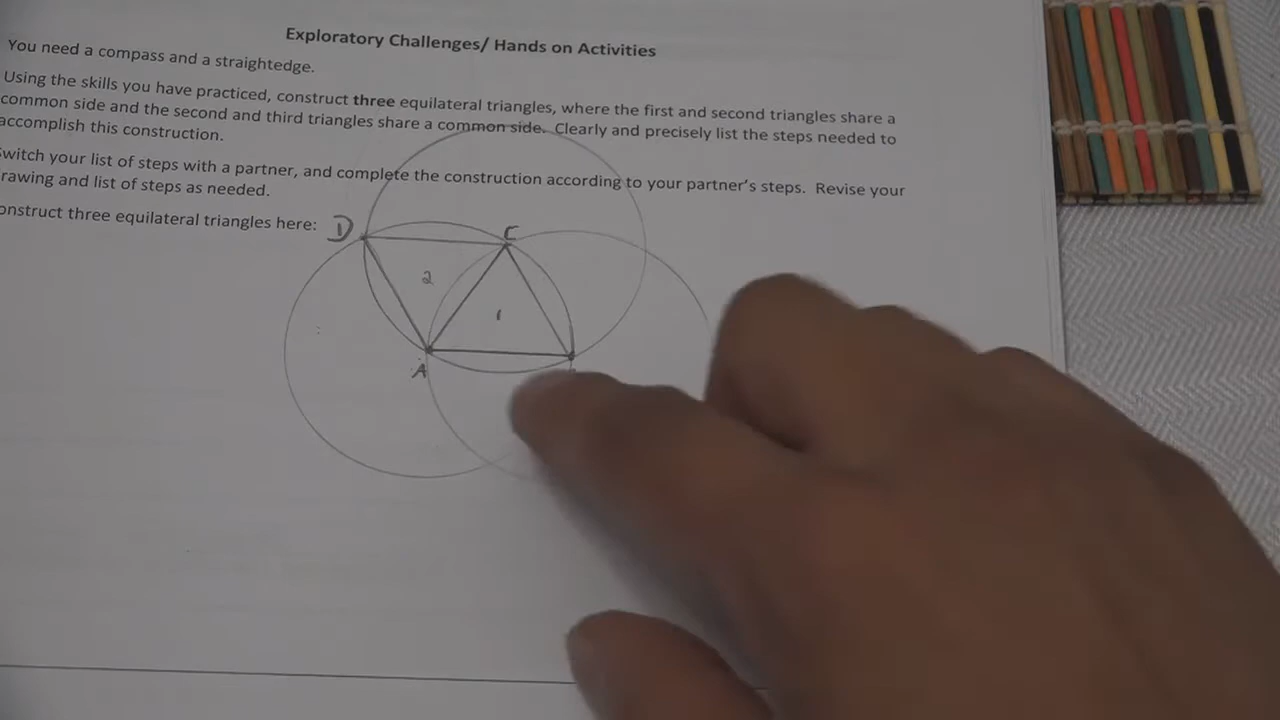 Exploratory Challenges/ Hands on Activities
You need a compass and a straightedge.
Using the skills you have practiced, construct three equilateral triangles, where the first and second triangles share a
common side and the second and third triangles share a common side. Clearly and precisely list the steps needed to
accomplish this construction.
Switch your list of steps with a partner, and complete the construction according to your partner's steps. Revise your
rawing and list of steps as needed.
onstruct three equilateral triangles here:
D
C
2
1
A